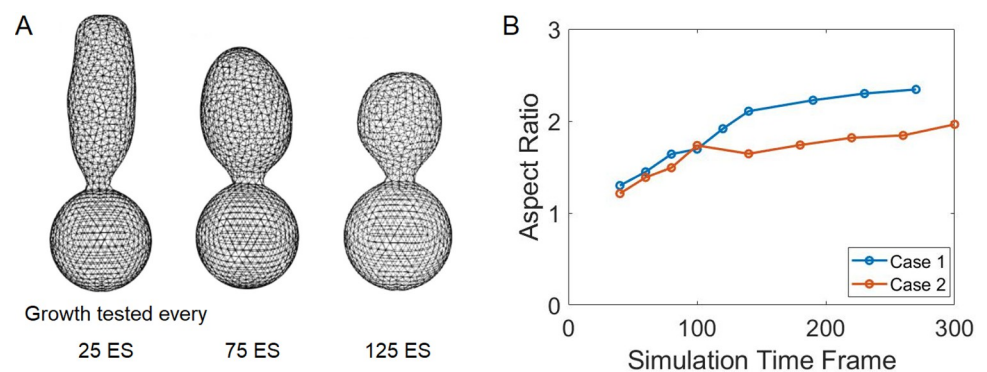 A
Growth tested every
25 ES
75 ES
125 ES
B
3
2
1
0
Aspect Ratio
0
100
200
300
Simulation Time Frame
Case 1
Case 2